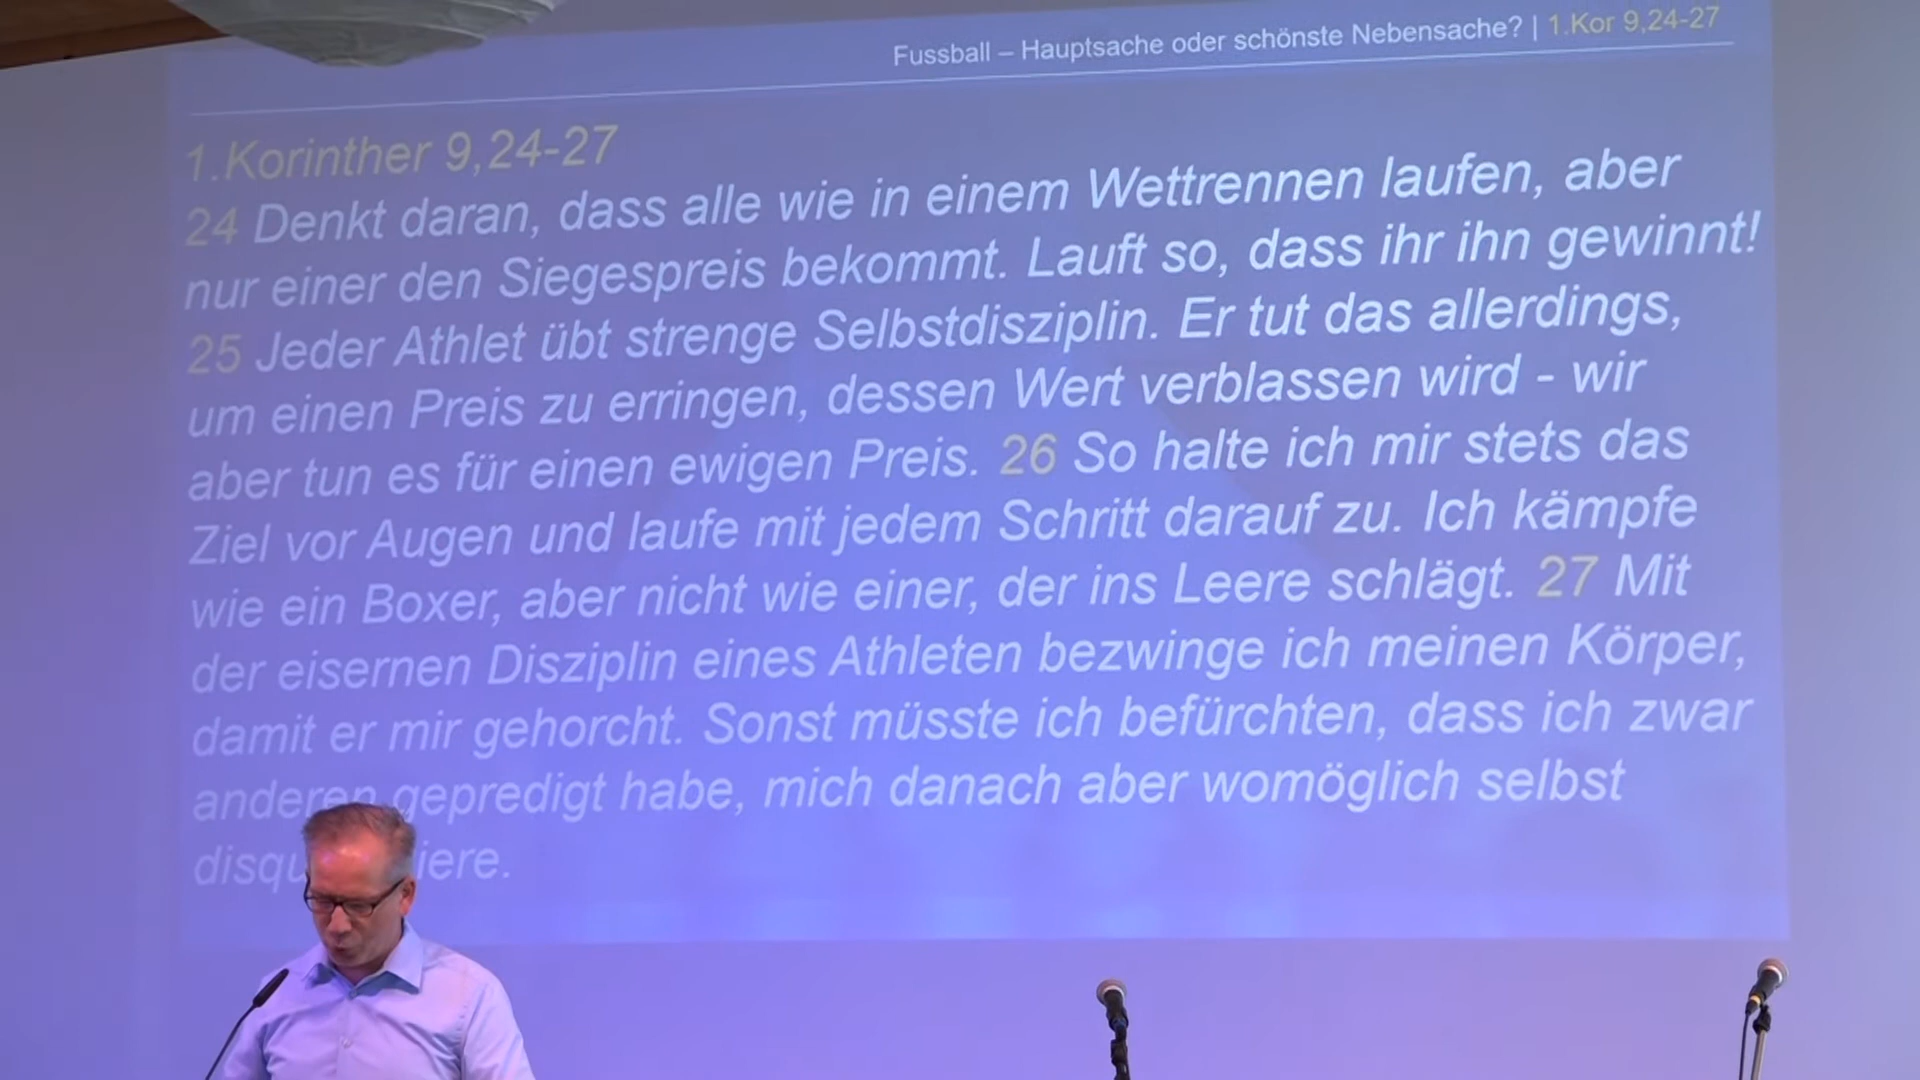 Fussball – Hauptsache oder schönste Nebensache? | 1.Kor 9,24-27
1.Korinther 9,24-27
24 Denkt daran, dass alle wie in einem Wettrennen laufen, aber
nur einer den Siegespreis bekommt. Lauft so, dass ihr ihn gewinnt!
25 Jeder Athlet übt strenge Selbstdisziplin. Er tut das allerdings,
um einen Preis zu erringen, dessen Wert verblassen wird - wir
aber tun es für einen ewigen Preis. 26 So halte ich mir stets das
Ziel vor Augen und laufe mit jedem Schritt darauf zu. Ich kämpfe
wie ein Boxer, aber nicht wie einer, der ins Leere schlägt. 27 Mit
der eisernen Disziplin eines Athleten bezwinge ich meinen Körper,
damit er mir gehorcht. Sonst müsste ich befürchten, dass ich zwar
anderen gepredigt habe, mich danach aber womöglich selbst